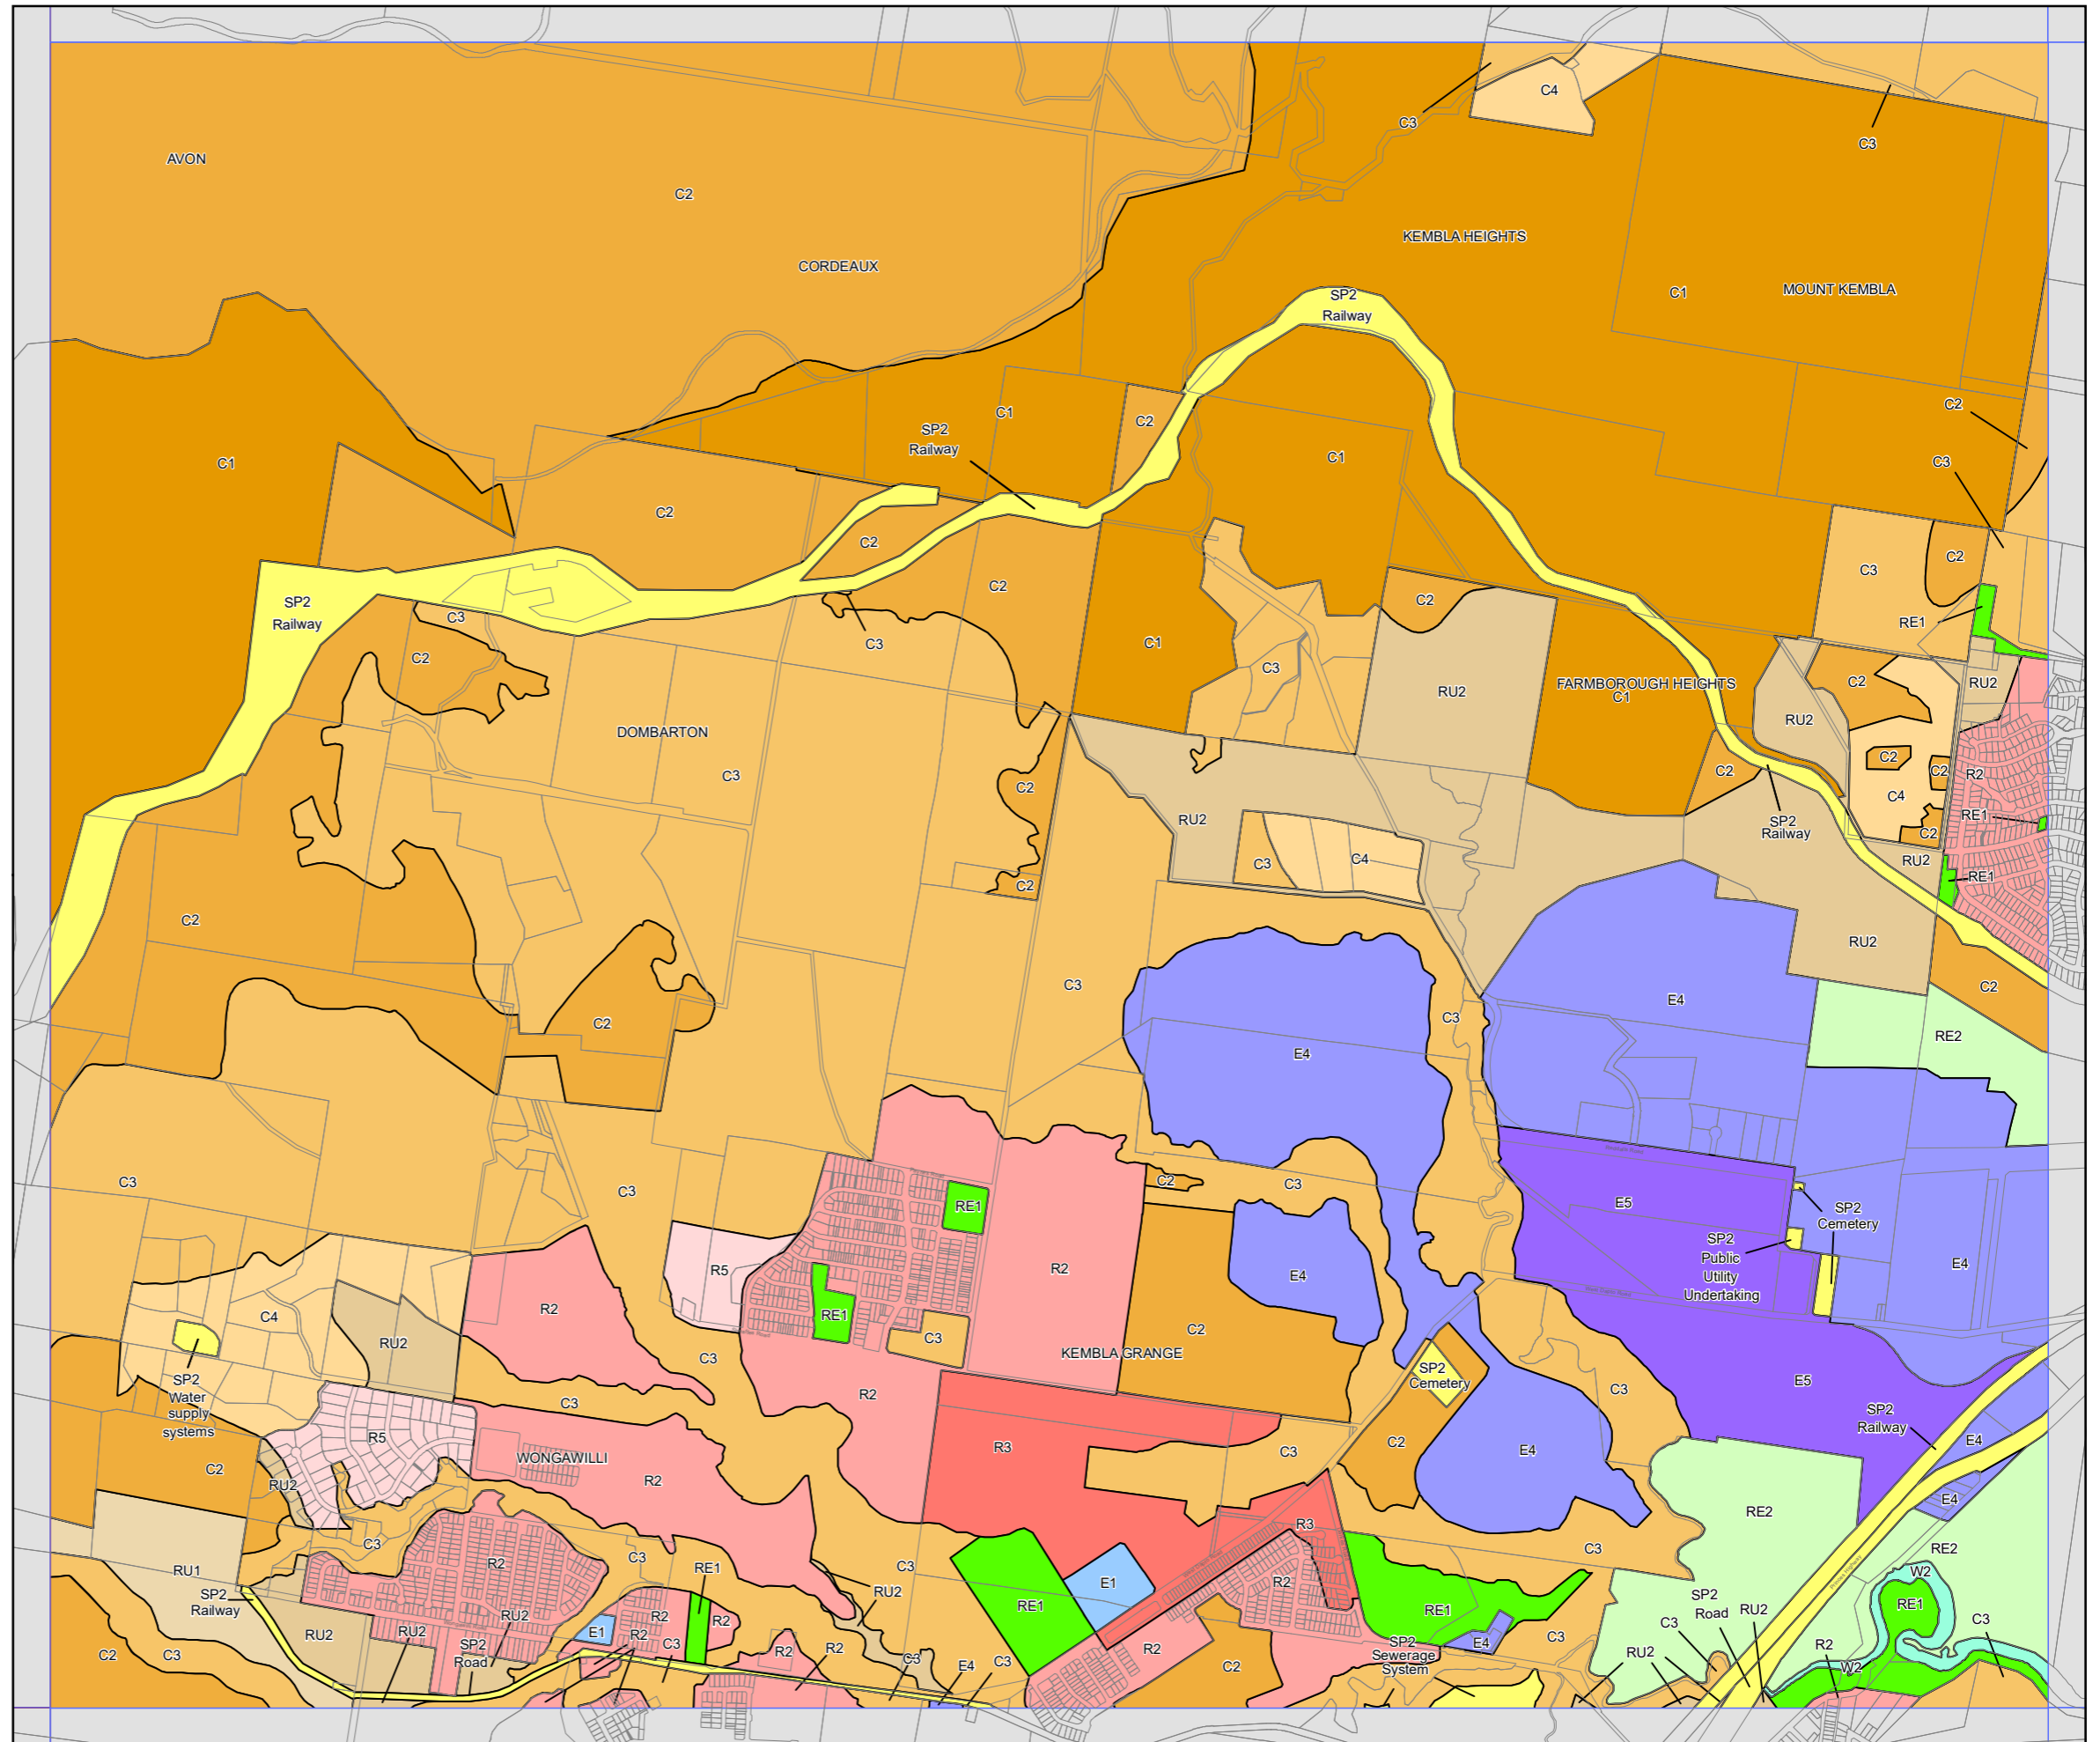 C4
C3
C3
AVON
C2
KEMBLA HEIGHTS
CORDEAUX
MOUNT KEMBLA
C1
SP2
Railway
C2
C1
C2
SP2
Railway
C1
C3
C1
C2
C2
C3
C2
C2
C2
SP2
Railway
C3
RE1
C1
C3
C2
C3
RU2
FARMBOROUGH HEIGHTS
C1
C2
RU2
RU2
DOMBARTON
C3
C2
C2
C2
R2
C4
C2
RU2
SP2
Railway
RE1
C2
C3
C4
RU2
RE1
C2
C2
RU2
C3
E4
C2
C2
C3
E4
RE2
C3
C3
C2
C3
E5
RE1
SP2
Cemetery
SP2
Public
Utility
Undertaking
E4
R5
R2
E4
C4
R2
RE1
C2
RU2
C3
C3
KEMBLA GRANGE
SP2
Water
supply
systems
SP2
Cemetery
E5
C3
R2
C3
SP2
Railway
R5
R3
C2
C3
E4
E4
WONGAWILLI
R2
C2
RU2
E4
RE2
R3
C3
C3
R2
C3
RE1
C3
C3
RE2
RU1
SP2
Railway
E1
R2
RU2
W2
RE1
RE1
RE1
SP2
Road
RU2
C3
C3
RU2
R2
R2
E1
RU2
RU2
R2
C3
SP2
Road
R2
R2
R2
C2
SP2
Sewerage
System
E4
C3
RU2
R2
W2
C2
C3
C3
E4
C3